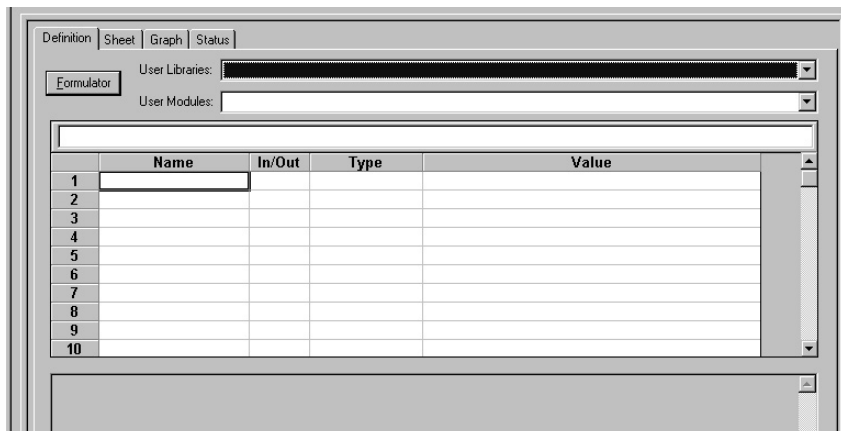 Definition Sheet Graph Status
Formulator
User Libraries:
User Modules:
Name In/Out Type Value
1
2
3
4
5
6
7
8
9
10